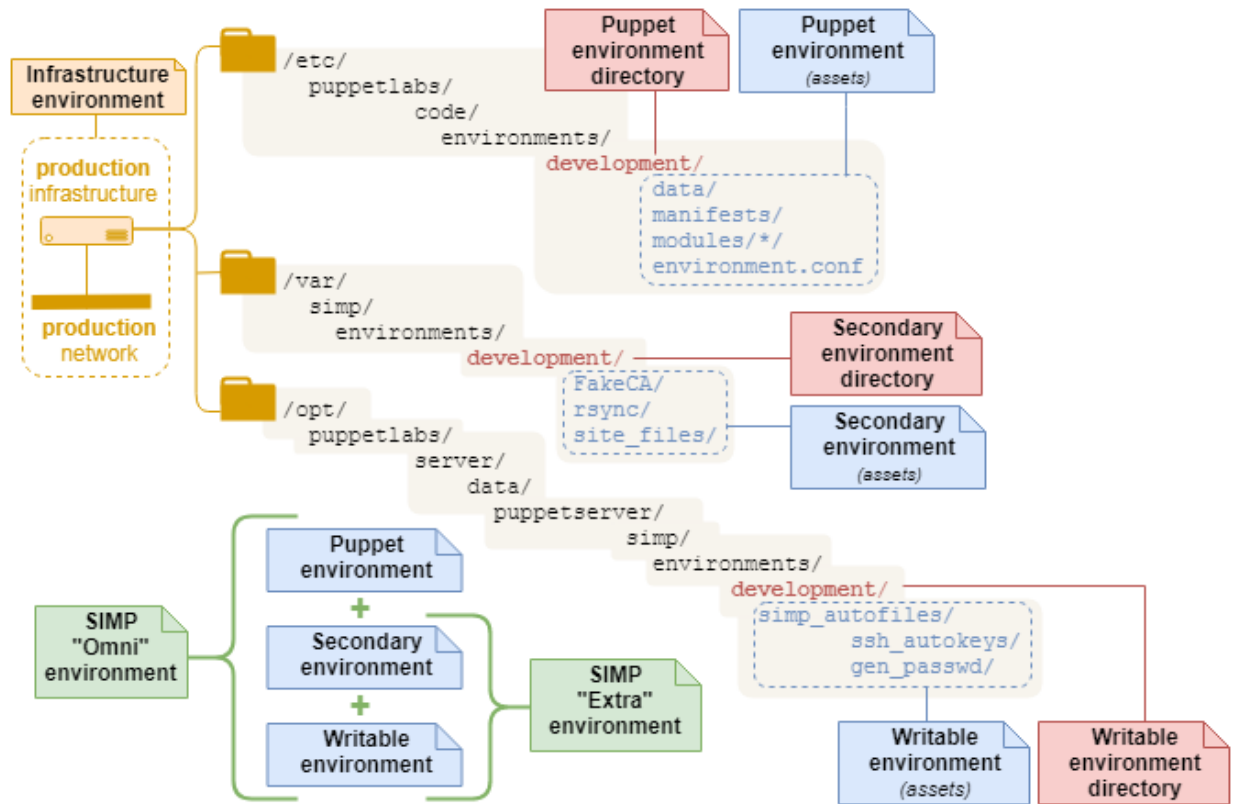 Infrastructure
environment
production
infrastructure
production
network
/etc/
puppetlabs/
code/
environments/
development/
data/
manifests/
modules/*/
environment.conf
Puppet
environment
directory
Puppet
environment
(assets)
/var/
simp/
environments/
development/
FakeCA/
rsync/
site_files/
Secondary
environment
directory
Secondary
environment
(assets)
/opt/
puppetlabs/
server/
data/
puppetserver/
simp/
environments/
development/
simp_autofiles/
ssh_autokeys/
gen_passwd/
Writable
environment
(assets)
Writable
environment
directory
SIMP
"Omni"
environment
Puppet
environment
+
Secondary
environment
+
Writable
environment
SIMP
"Extra"
environment